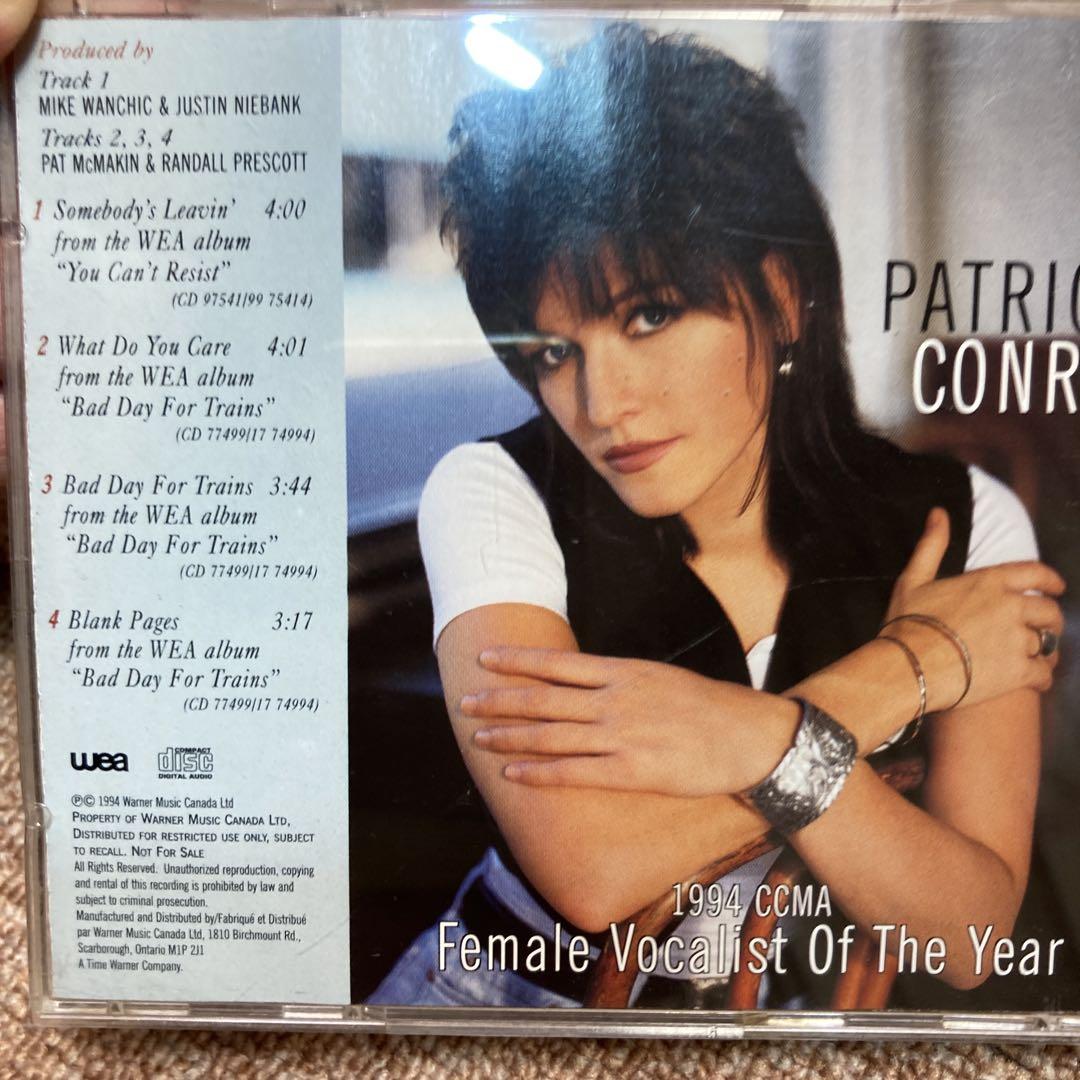 Produced by
Track 1
MIKE WANCHIC & JUSTIN NIEBANK
Tracks 2, 3, 4
PAT McMAKIN & RANDALL PRESCOTT
1 Somebody's Leavin' 4:00
from the WEA album
"You Can't Resist"
(CD 97541/99 75414)
2 What Do You Care 4:01
from the WEA album
"Bad Day For Trains"
(CD 77499/17 74994)
3 Bad Day For Trains 3:44
from the WEA album
"Bad Day For Trains"
(CD 77499/17 74994)
4 Blank Pages 3:17
from the WEA album
"Bad Day For Trains"
(CD 77499/17 74994)
wea COMPACT disc DIGITAL AUDIO
℗© 1994 Warner Music Canada Ltd
PROPERTY OF WARNER MUSIC CANADA LTD,
DISTRIBUTED FOR RESTRICTED USE ONLY, SUBJECT
TO RECALL. NOT FOR SALE
All Rights Reserved. Unauthorized reproduction, copying
and rental of this recording is prohibited by law and
subject to criminal prosecution.
Manufactured and Distributed by/Fabriqué et Distribué
par Warner Music Canada Ltd, 1810 Birchmount Rd.,
Scarborough, Ontario M1P 2J1
A Time Warner Company.
PATRIC
CONR
1994 CCMA
Female Vocalist Of The Year